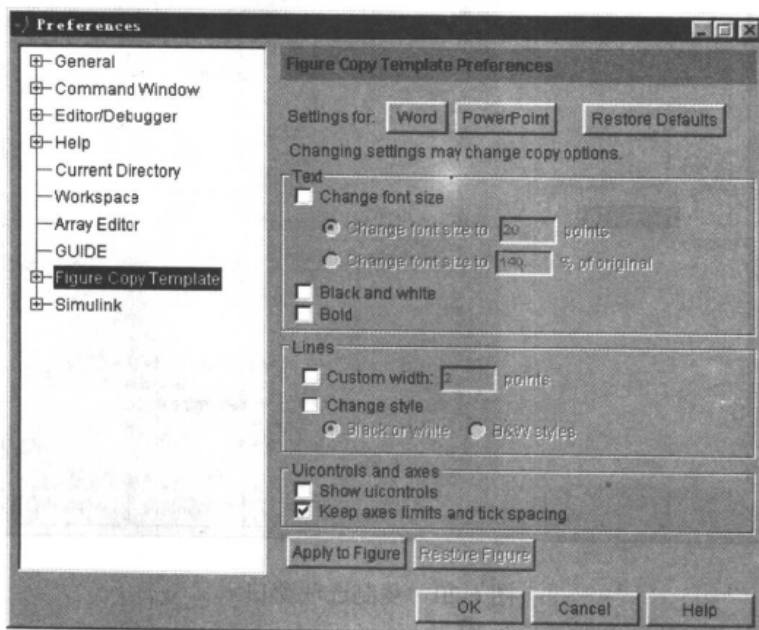 Preferences
General
Command Window
Editor/Debugger
Help
Current Directory
Workspace
Array Editor
GUIDE
Figure Copy Template
Simulink
Figure Copy Template Preferences
Settings for: Word PowerPoint Restore Defaults
Changing settings may change copy options.
Text
Change font size
Change font size to 20 points
Change font size to 140 % of original
Black and white
Bold
Lines
Custom width: 2 points
Change style
Black or white B&W styles
Uicontrols and axes
Show uicontrols
Keep axes limits and tick spacing
Apply to Figure Restore Figure
OK Cancel Help